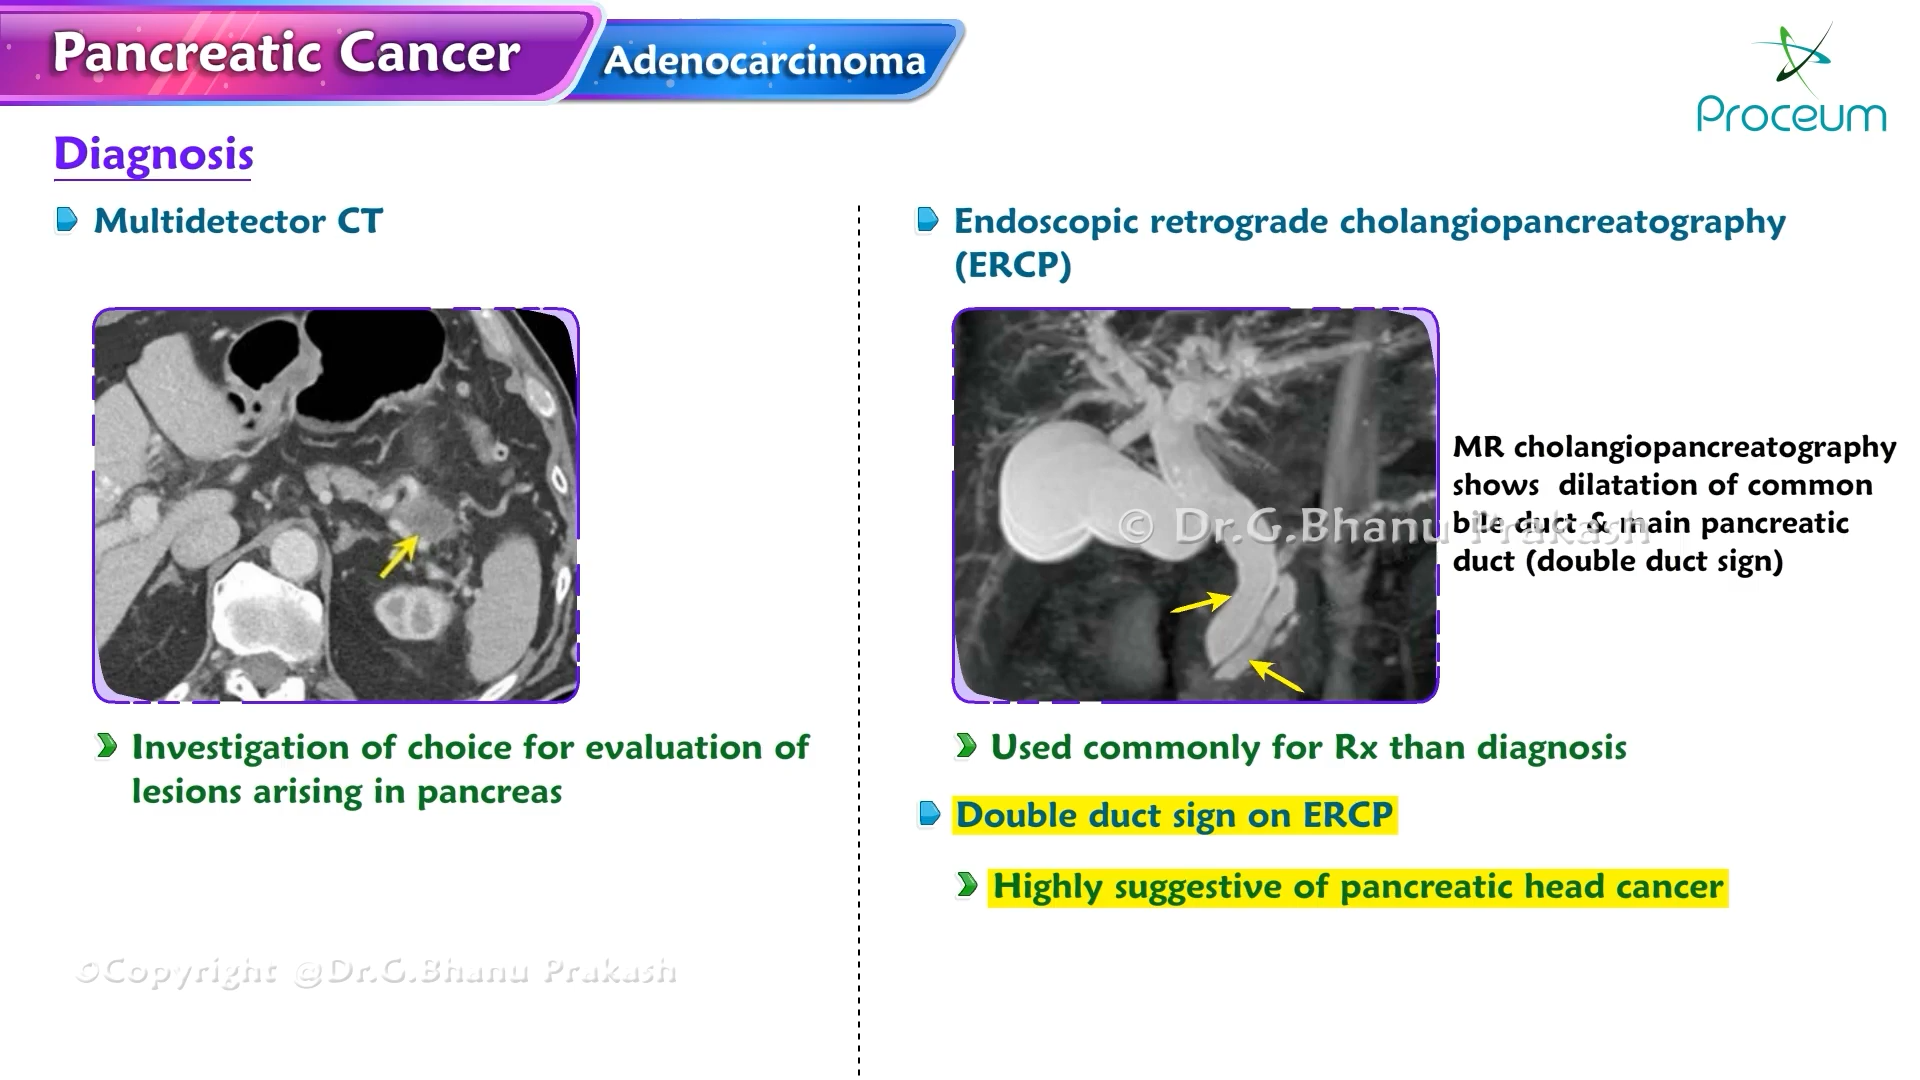 Pancreatic Cancer
Adenocarcinoma
Proceum
Diagnosis
Multidetector CT
Investigation of choice for evaluation of
lesions arising in pancreas
Endoscopic retrograde cholangiopancreatography
(ERCP)
MR cholangiopancreatography
shows dilatation of common
bile duct & main pancreatic
duct (double duct sign)
© Dr.G.Bhanu Prakash
Used commonly for Rx than diagnosis
Double duct sign on ERCP
Highly suggestive of pancreatic head cancer
©Copyright @Dr.G.Bhanu Prakash